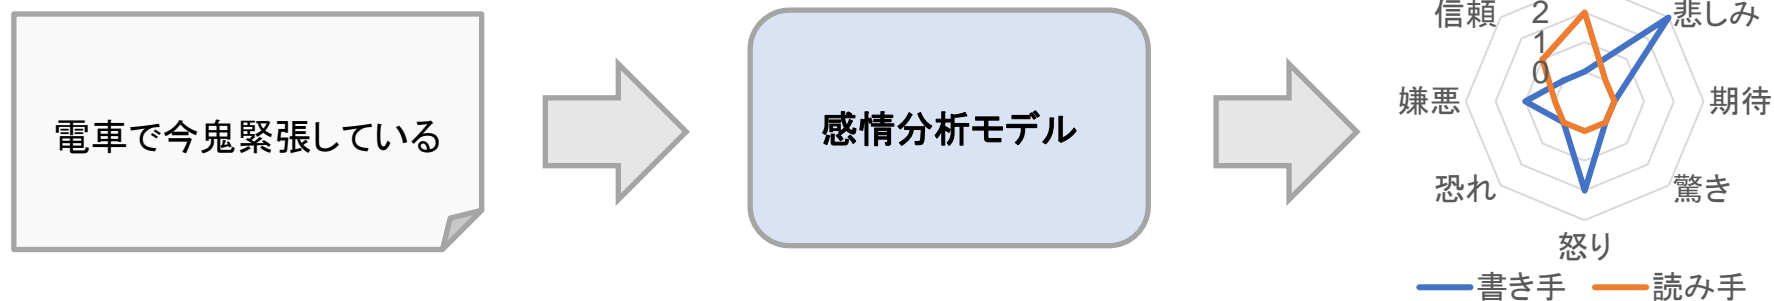 電車で今鬼緊張している
感情分析モデル
信頼
2
悲しみ
1
0
嫌悪
期待
恐れ
驚き
怒り
書き手
読み手